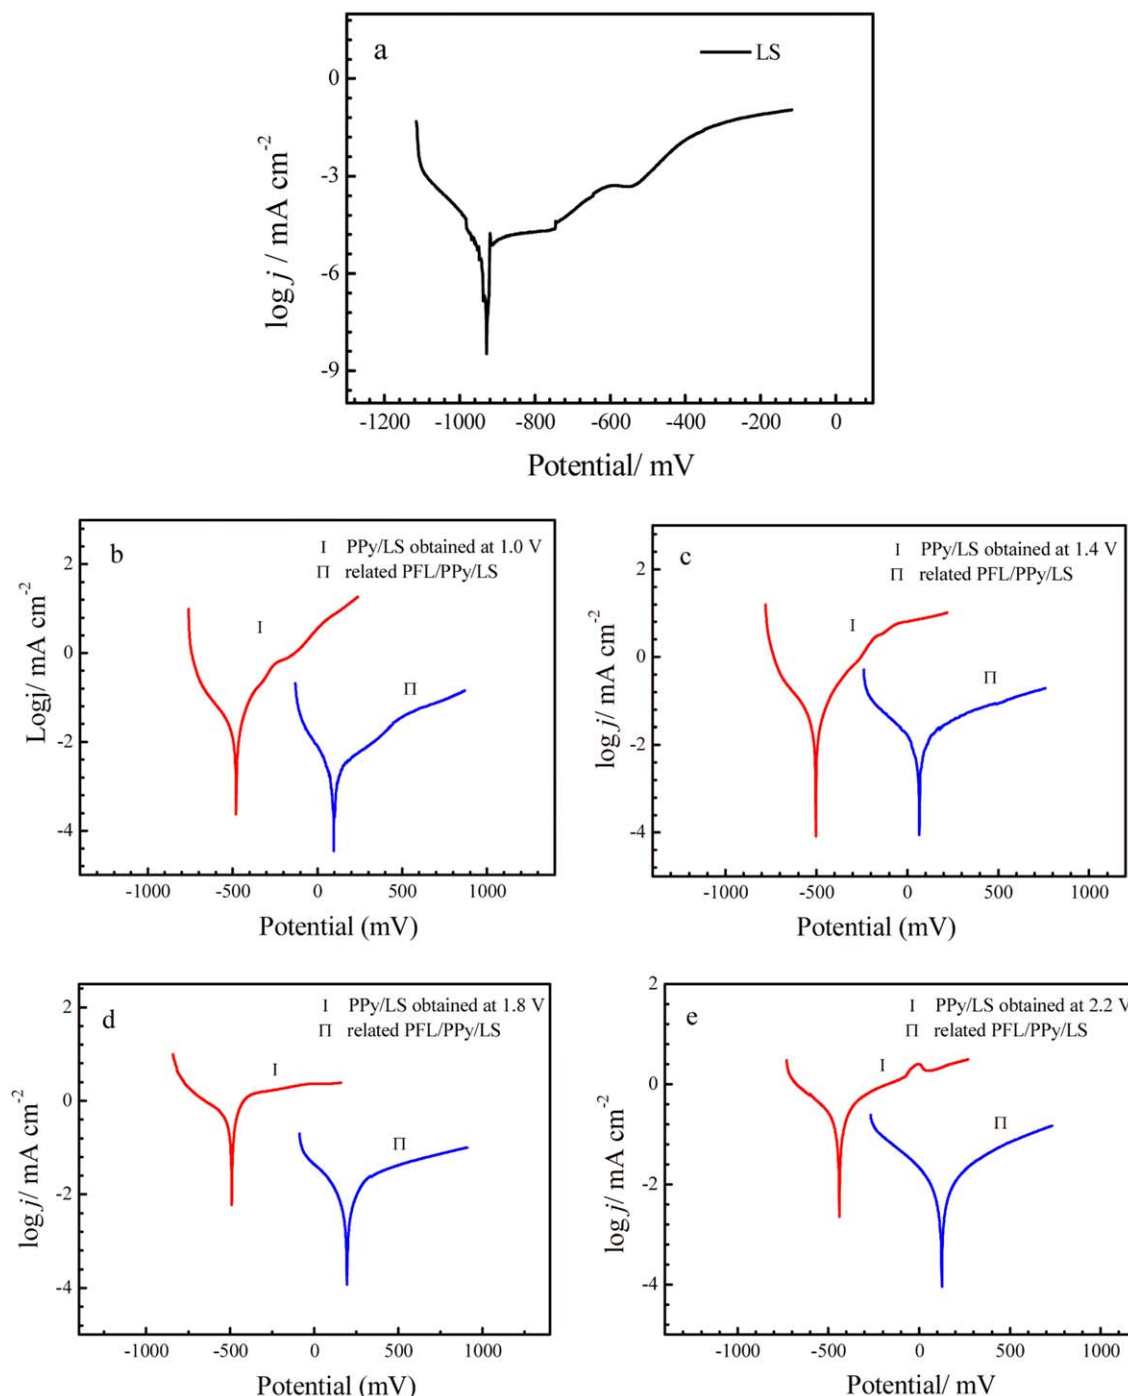 a
LS
0
-3
-6
-9
log j / mA cm-2
-1200 -1000 -800 -600 -400 -200 0
Potential/ mV
b
I PPy/LS obtained at 1.0 V
Π related PFL/PPy/LS
I
Π
2
0
-2
-4
Logj/ mA cm-2
-1000 -500 0 500 1000
Potential (mV)
c
I PPy/LS obtained at 1.4 V
Π related PFL/PPy/LS
I
Π
2
0
-2
-4
log j/ mA cm-2
-1000 -500 0 500 1000
Potential (mV)
d
I PPy/LS obtained at 1.8 V
Π related PFL/PPy/LS
I
Π
2
0
-2
-4
log j/ mA cm-2
-1000 -500 0 500 1000
Potential (mV)
e
I PPy/LS obtained at 2.2 V
Π related PFL/PPy/LS
I
Π
2
0
-2
-4
log j/ mA cm-2
-1000 -500 0 500 1000
Potential/ mV